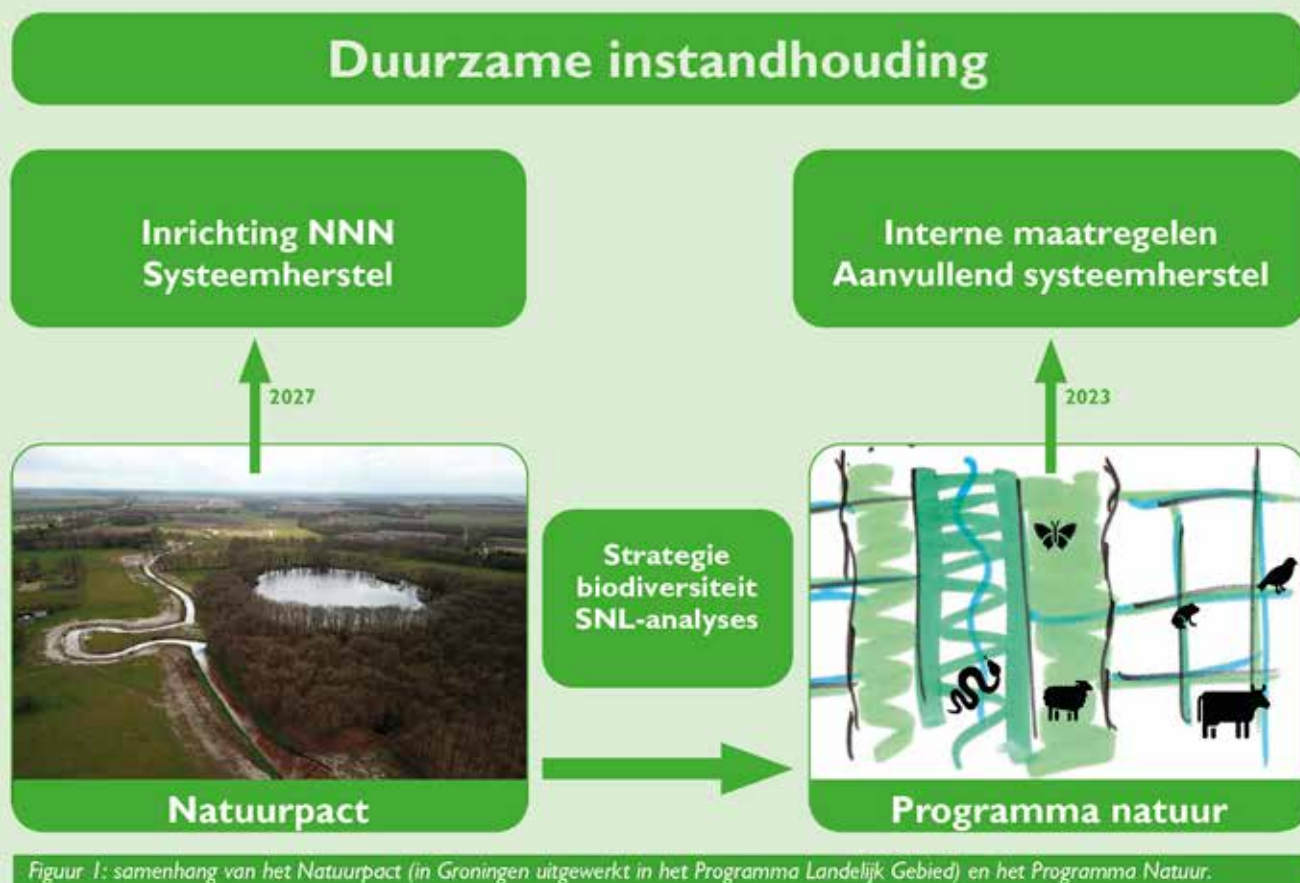 Duurzame instandhouding
Inrichting NNN
Systeemherstel
Interne maatregelen
Aanvullend systeemherstel
2027
2023
Strategie
biodiversiteit
SNL-analyses
Natuurpact
Programma natuur
Figuur 1: samenhang van het Natuurpact (in Groningen uitgewerkt in het Programma Landelijk Gebied) en het Programma Natuur.